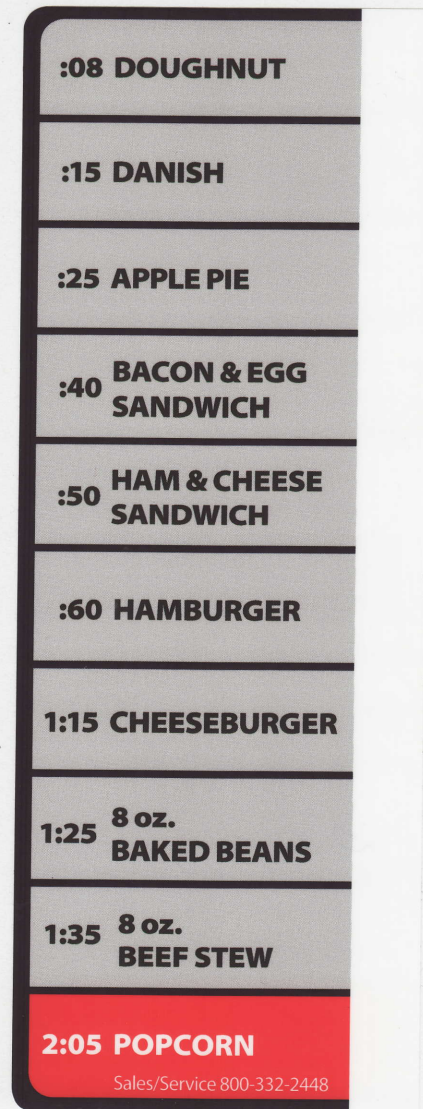 :08 DOUGHNUT
:15 DANISH
:25 APPLE PIE
:40 BACON & EGG
SANDWICH
:50 HAM & CHEESE
SANDWICH
:60 HAMBURGER
1:15 CHEESEBURGER
1:25 8 oz.
BAKED BEANS
1:35 8 oz.
BEEF STEW
2:05 POPCORN
Sales/Service 800-332-2448